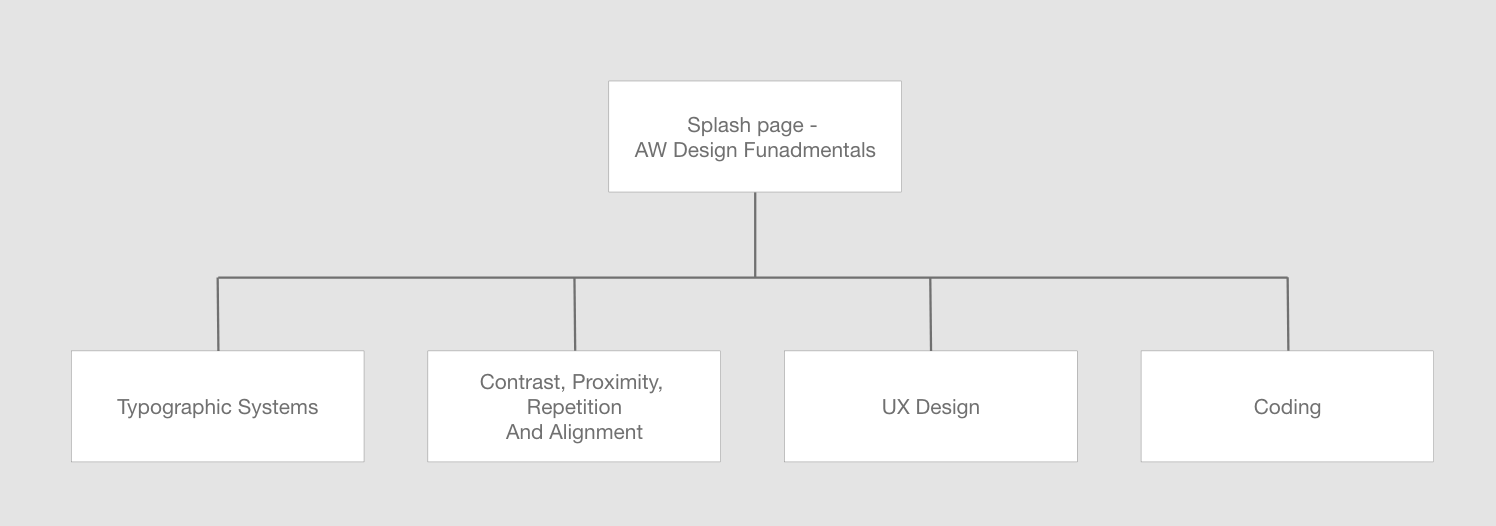 Splash page -
AW Design Funadmentals
Typographic Systems
Contrast, Proximity,
Repetition
And Alignment
UX Design
Coding